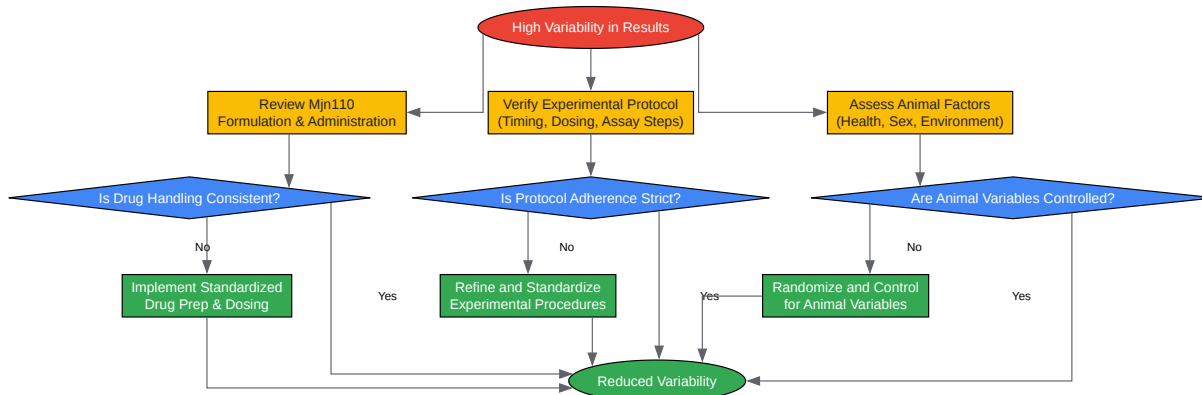 High Variability in Results
Review Mjn110
Formulation & Administration
Verify Experimental Protocol
(Timing, Dosing, Assay Steps)
Assess Animal Factors
(Health, Sex, Environment)
Is Drug Handling Consistent?
Is Protocol Adherence Strict?
Are Animal Variables Controlled?
No
No
No
Implement Standardized
Drug Prep & Dosing
Yes
Refine and Standardize
Experimental Procedures
Yes
Randomize and Control
for Animal Variables
Yes
Reduced Variability